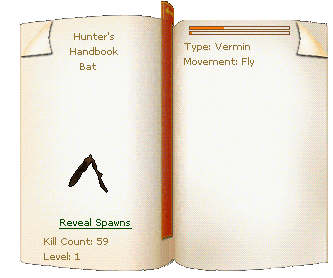 Hunter's
Handbook
Bat
Reveal Spawns
Kill Count: 59
Level: 1
Type: Vermin
Movement: Fly